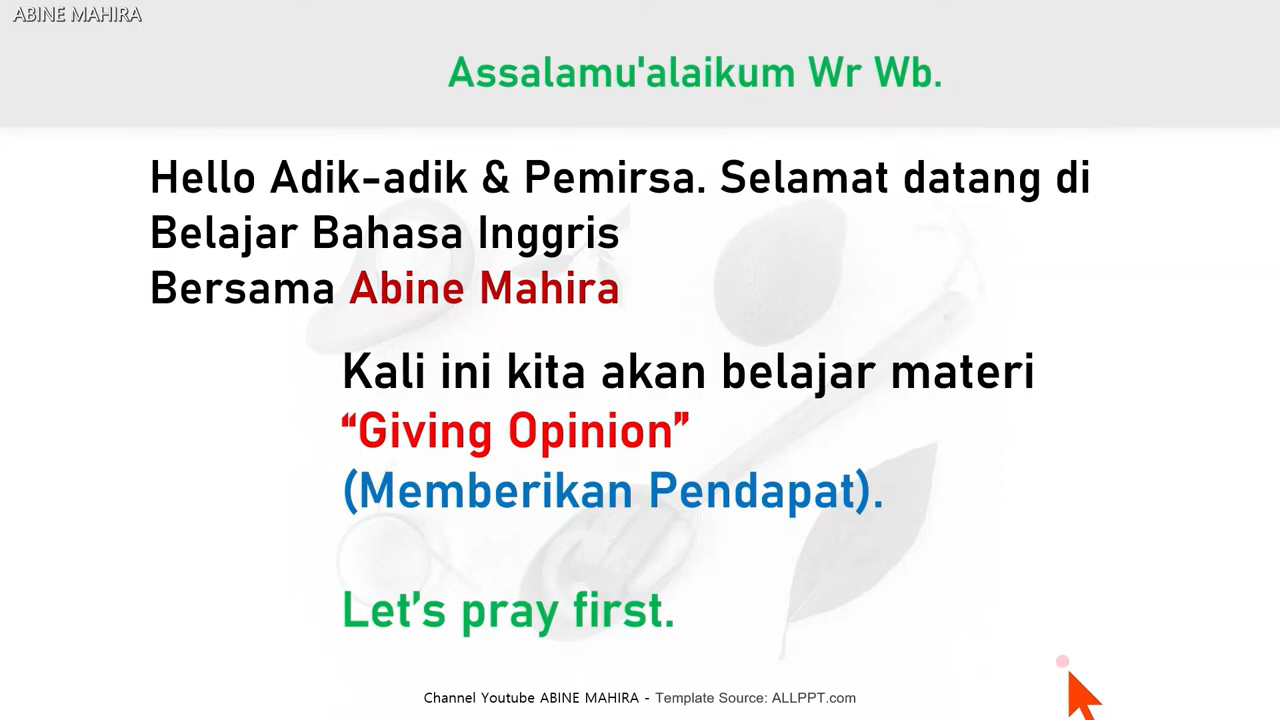 ABINE MAHIRA
Assalamu'alaikum Wr Wb.
Hello Adik-adik & Pemirsa. Selamat datang di
Belajar Bahasa Inggris
Bersama Abine Mahira
Kali ini kita akan belajar materi
“Giving Opinion”
(Memberikan Pendapat).
Let’s pray first.
Channel Youtube ABINE MAHIRA - Template Source: ALLPPT.com